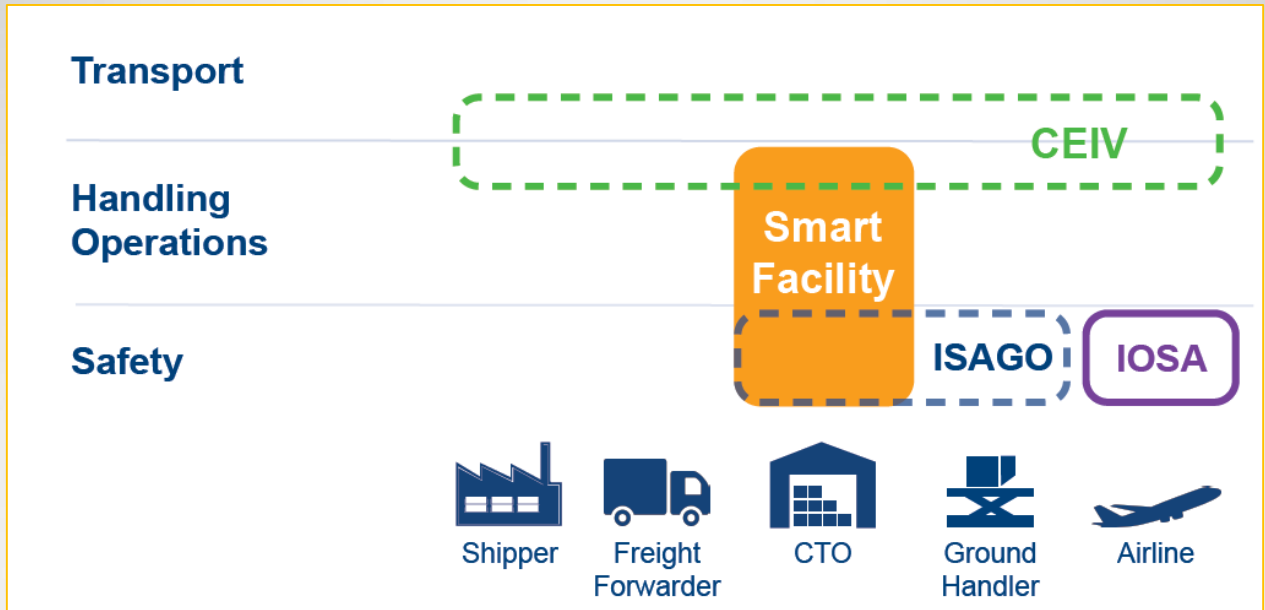 Transport
CEIV
Handling
Operations
Smart
Facility
Safety
ISAGO
IOSA
Shipper
Freight
Forwarder
CTO
Ground
Handler
Airline